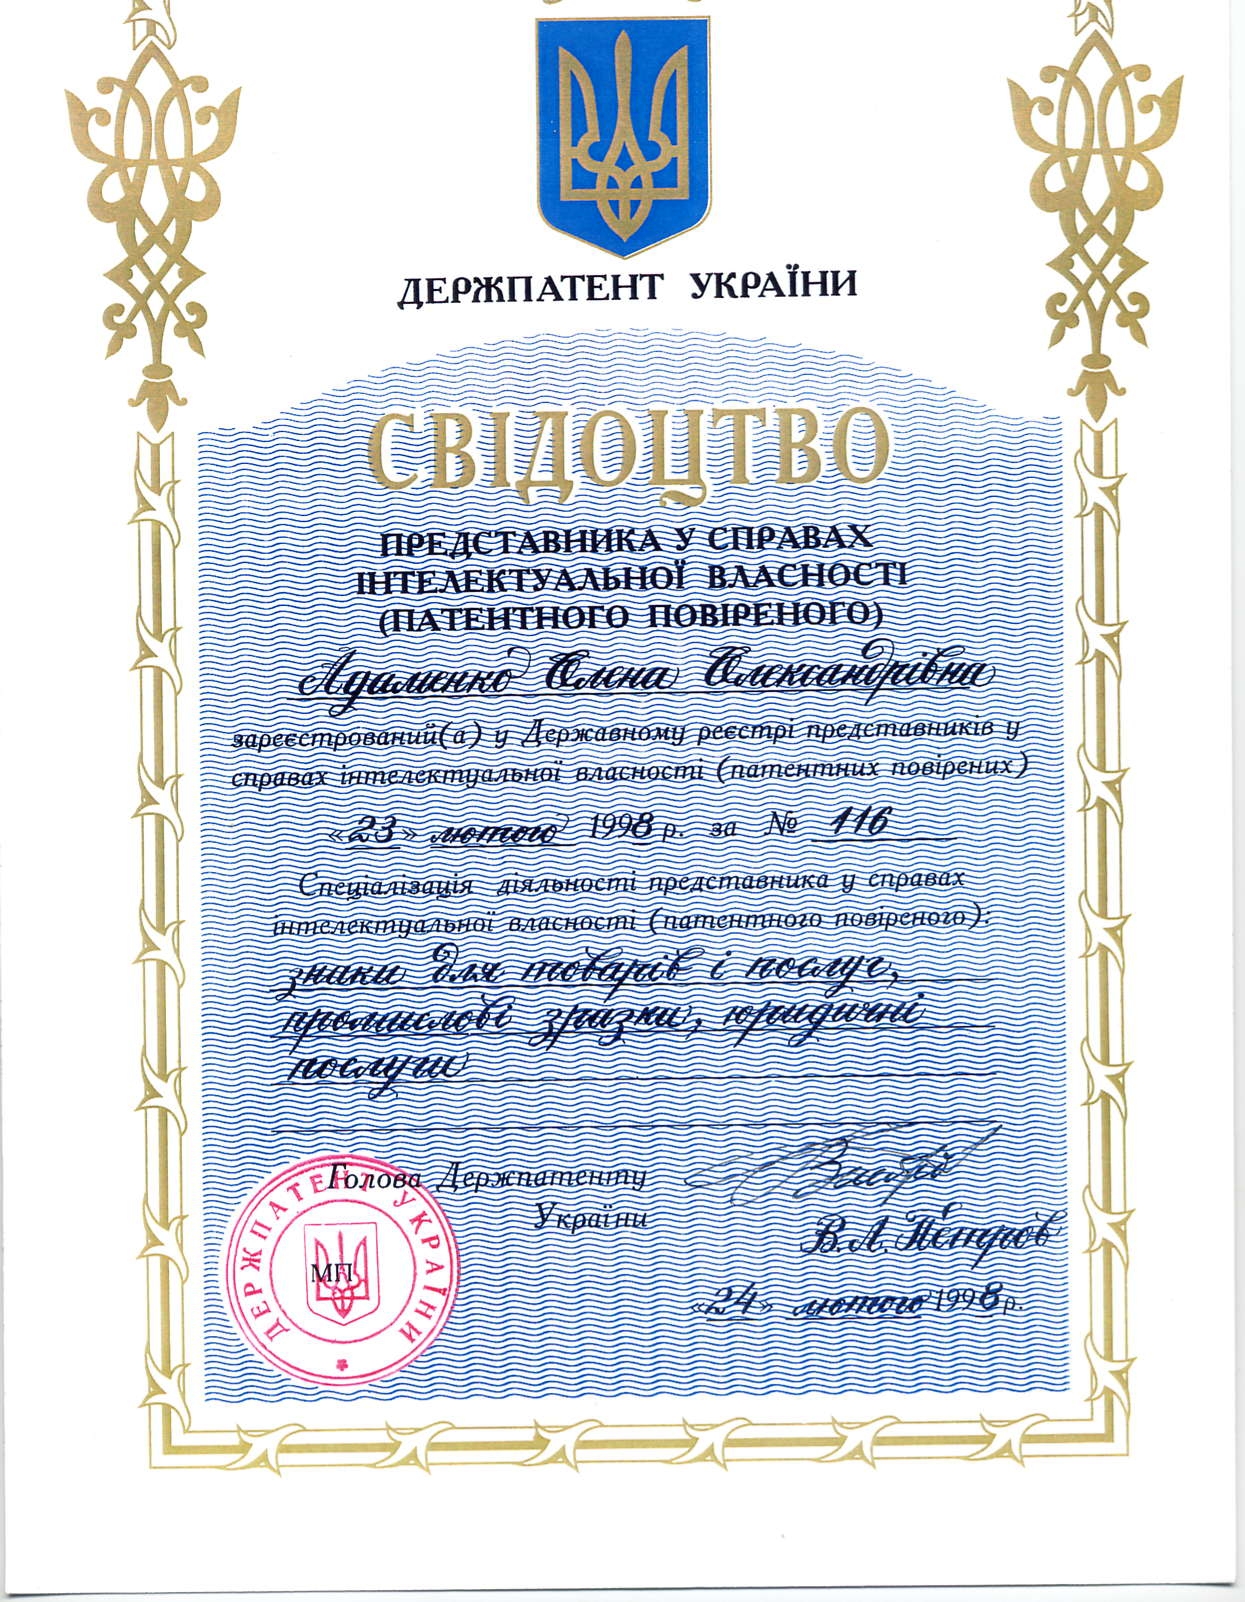 ДЕРЖПАТЕНТ УКРАЇНИ
СВІДОЦТВО
ПРЕДСТАВНИКА У СПРАВАХ
ІНТЕЛЕКТУАЛЬНОЇ ВЛАСНОСТІ
(ПАТЕНТНОГО ПОВІРЕНОГО)
Адаменко Олена Олександрівна
зареєстрований(а) у Державному реєстрі представників у
справах інтелектуальної власності (патентних повірених)
«23» лютого 1998 р. за № 116
Спеціалізація діяльності представника у справах
інтелектуальної власності (патентного повіреного):
знаки для товарів і послуг,
промислові зразки, юридичні
послуги
Голова Держпатенту
України
В.Л. Петров
ДЕРЖПАТЕНТ УКРАЇНИ
МП
«24» лютого 1998 р.